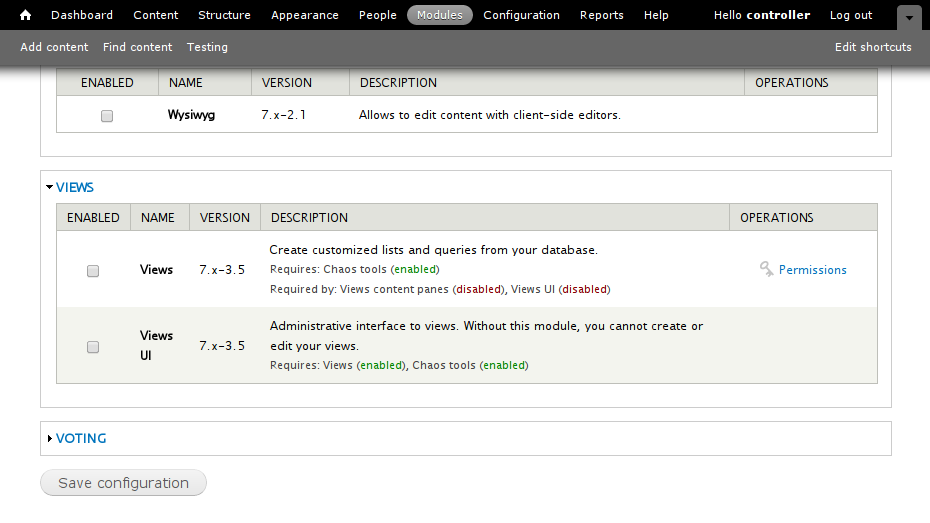 Dashboard Content Structure Appearance People Modules Configuration Reports Help Hello controller Log out
Add content Find content Testing Edit shortcuts
ENABLED NAME VERSION DESCRIPTION OPERATIONS
Wysiwyg 7.x-2.1 Allows to edit content with client-side editors.
VIEWS
ENABLED NAME VERSION DESCRIPTION OPERATIONS
Create customized lists and queries from your database.
Views 7.x-3.5 Requires: Chaos tools (enabled) Permissions
Required by: Views content panes (disabled), Views UI (disabled)
Administrative interface to views. Without this module, you cannot create or
Views UI 7.x-3.5 edit your views.
Requires: Views (enabled), Chaos tools (enabled)
VOTING
Save configuration